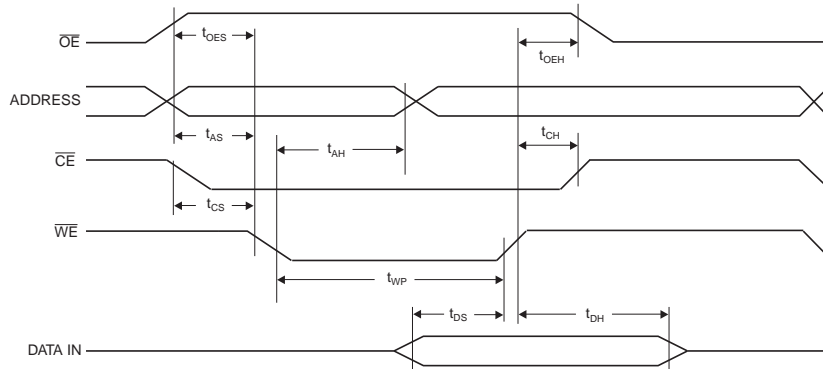 OE
tOES
tOEH
ADDRESS
tAS
tAH
tCH
CE
tCS
WE
tWP
tDS
tDH
DATA IN